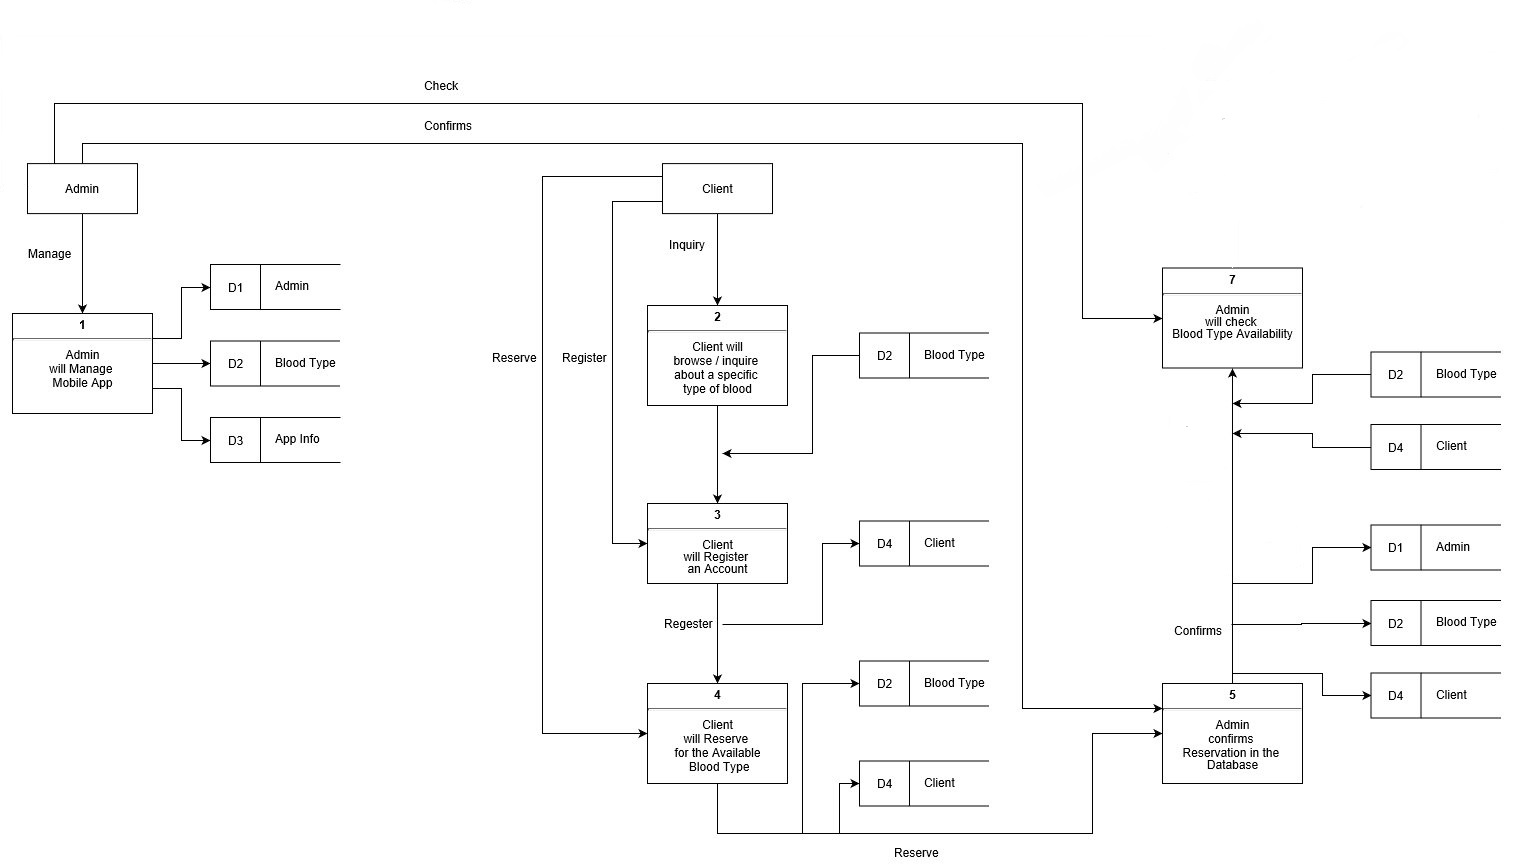 Check
Confirms
Admin
Client
Manage
Inquiry
D1 Admin
1
Admin
will Manage
Mobile App
D2 Blood Type
D3 App Info
Reserve
Register
2
Client will
browse / inquire
about a specific
type of blood
D2 Blood Type
3
Client
will Register
an Account
D4 Client
Regester
4
Client
will Reserve
for the Available
Blood Type
D2 Blood Type
D4 Client
Reserve
7
Admin
will check
Blood Type Availability
D2 Blood Type
D4 Client
D1 Admin
Confirms
D2 Blood Type
D4 Client
5
Admin
confirms
Reservation in the
Database